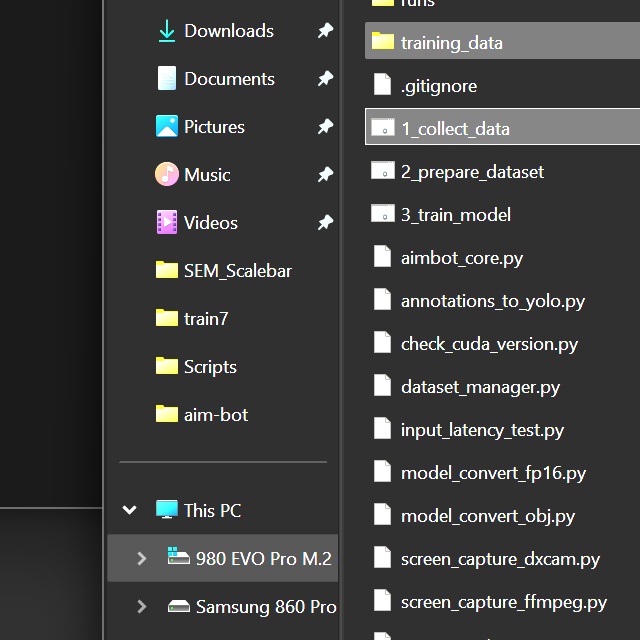 Downloads
Documents
Pictures
Music
Videos
SEM_Scalebar
train7
Scripts
aim-bot
This PC
980 EVO Pro M.2
Samsung 860 Pro
runs
training_data
.gitignore
1_collect_data
2_prepare_dataset
3_train_model
aimbot_core.py
annotations_to_yolo.py
check_cuda_version.py
dataset_manager.py
input_latency_test.py
model_convert_fp16.py
model_convert_obj.py
screen_capture_dxcam.py
screen_capture_ffmpeg.py